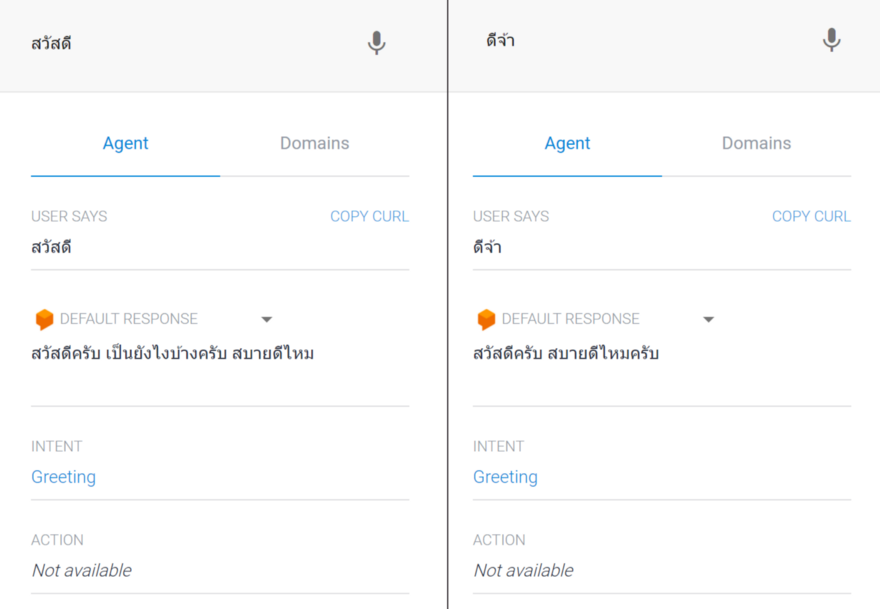 สวัสดี
Agent Domains
USER SAYS COPY CURL
สวัสดี
DEFAULT RESPONSE
สวัสดีครับ เป็นยังไงบ้างครับ สบายดีไหม
INTENT
Greeting
ACTION
Not available
ดีจ้า
Agent Domains
USER SAYS COPY CURL
ดีจ้า
DEFAULT RESPONSE
สวัสดีครับ สบายดีไหมครับ
INTENT
Greeting
ACTION
Not available